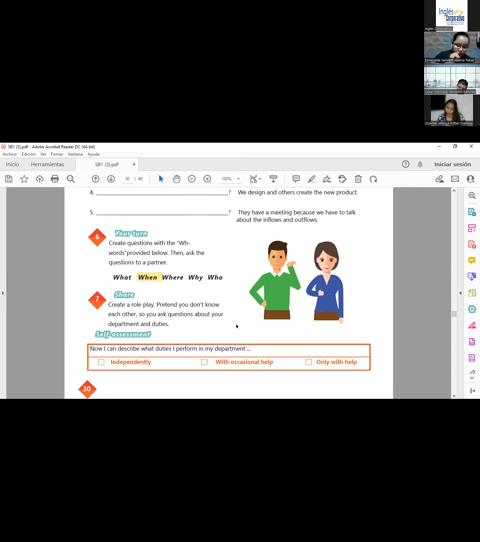 Inglés
Corporativo
SB1 (3).pdf - Adobe Acrobat Reader DC (64-bit)
Archivo Edición Ver Firmar Ventana Ayuda
Inicio Herramientas SB1 (3).pdf Iniciar sesión
100%
4. ? We design and others create the new product.
5. ? They have a meeting because we have to talk
about the inflows and outflows.
6 Your turn
Create questions with the "Wh-
words"provided below. Then, ask the
questions to a partner.
What When Where Why Who
7 Share
Create a role play. Pretend you don't know
each other, so you ask questions about your
department and duties.
Self-assessment
Now I can describe what duties I perform in my department ...
Independently With occasional help Only with help
30